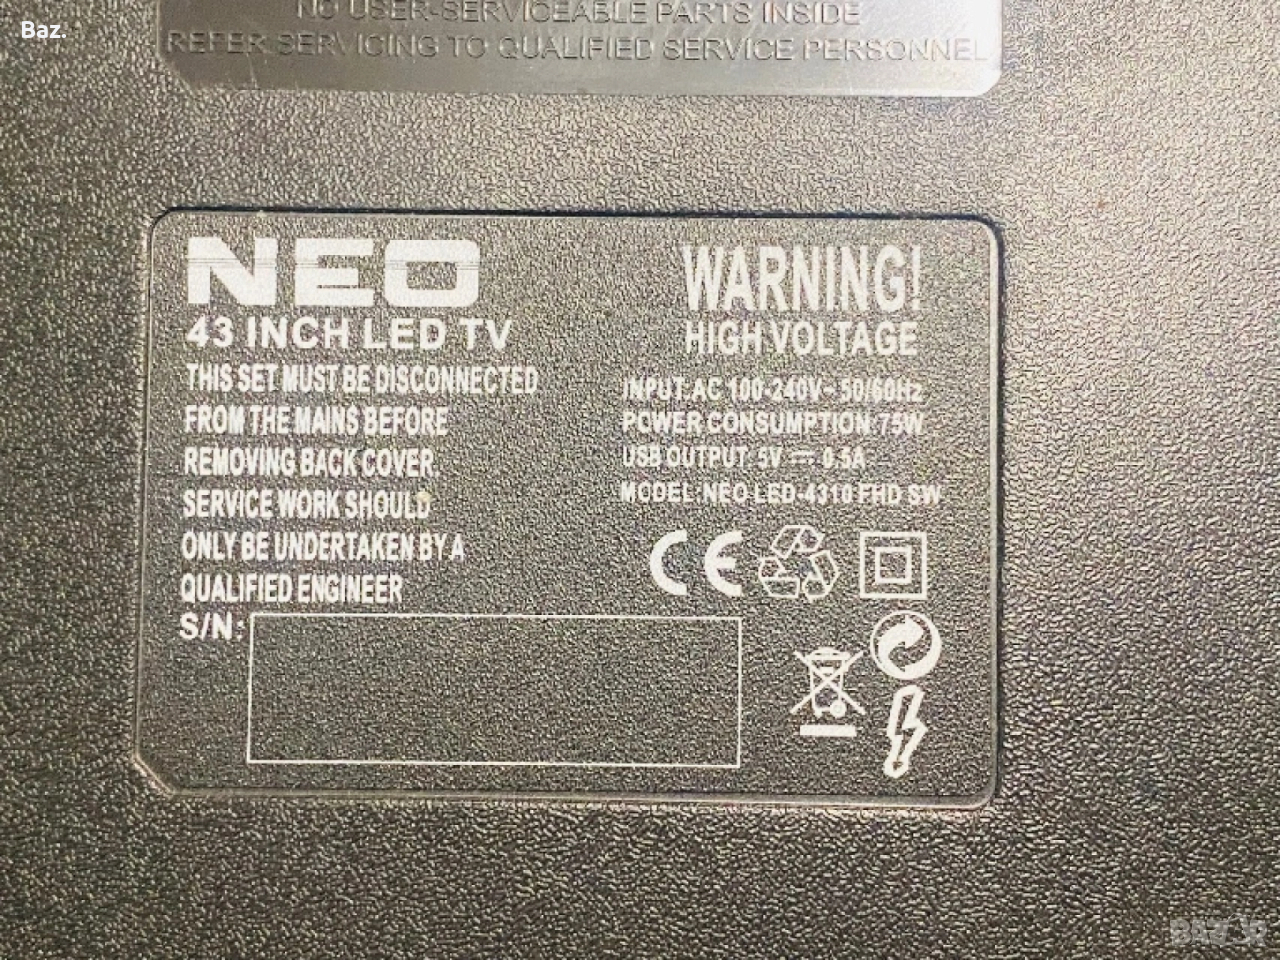 Baz.
NO USER-SERVICEABLE PARTS INSIDE
REFER SERVICING TO QUALIFIED SERVICE PERSONNEL
NEO
43 INCH LED TV
THIS SET MUST BE DISCONNECTED
FROM THE MAINS BEFORE
REMOVING BACK COVER.
SERVICE WORK SHOULD
ONLY BE UNDERTAKEN BY A
QUALIFIED ENGINEER
S/N:
WARNING!
HIGH VOLTAGE
INPUT:AC 100-240V~ 50/60Hz
POWER CONSUMPTION:75W
USB OUTPUT 5V ⎓ 0.5A
MODEL:NEO LED-4310 FHD SW
CE
BAZAR